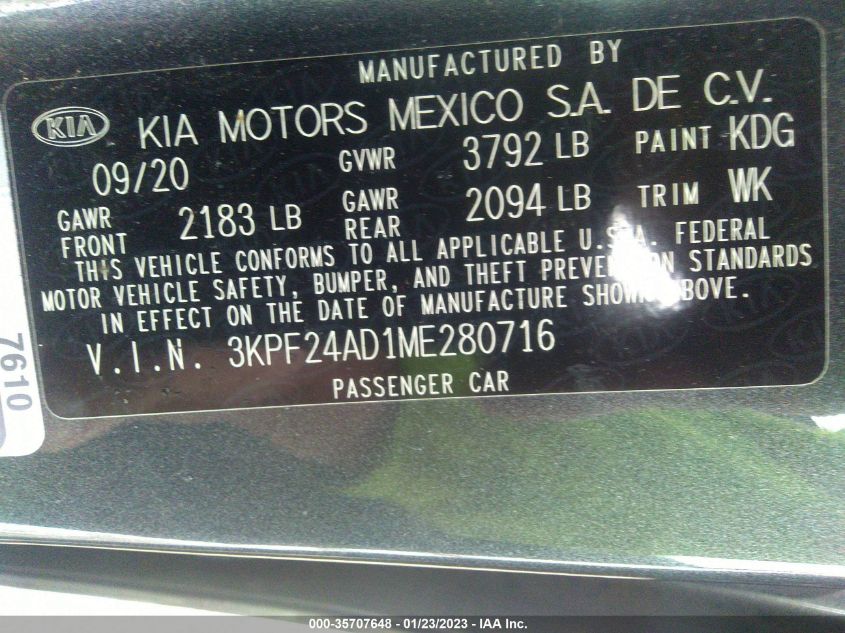 MANUFACTURED BY
KIA KIA MOTORS MEXICO S.A. DE C.V.
09/20 GVWR 3792 LB PAINT KDG
GAWR FRONT 2183 LB GAWR REAR 2094 LB TRIM WK
THIS VEHICLE CONFORMS TO ALL APPLICABLE U.S.A. FEDERAL
MOTOR VEHICLE SAFETY, BUMPER, AND THEFT PREVENTION STANDARDS
IN EFFECT ON THE DATE OF MANUFACTURE SHOWN ABOVE.
V.I.N. 3KPF24AD1ME280716
PASSENGER CAR
7610
000-35707648 - 01/23/2023 - IAA Inc.